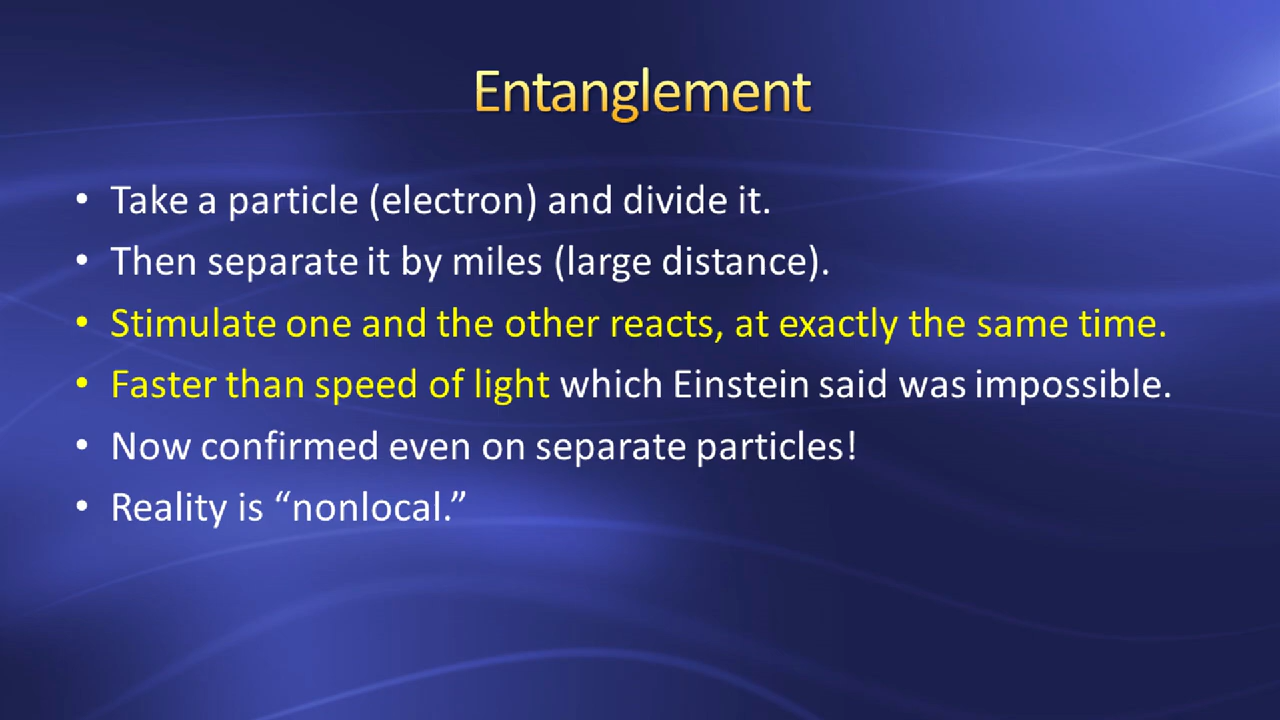 Entanglement
• Take a particle (electron) and divide it.
• Then separate it by miles (large distance).
• Stimulate one and the other reacts, at exactly the same time.
• Faster than speed of light which Einstein said was impossible.
• Now confirmed even on separate particles!
• Reality is “nonlocal.”